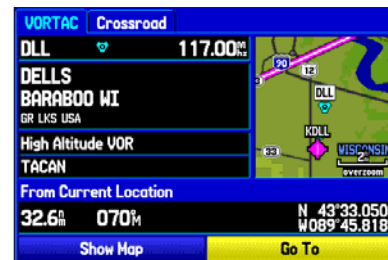 VORTAC Crossroad
DLL 117.00MHz
DELLS
BARABOO WI
GR LKS USA
High Altitude VOR
TACAN
From Current Location
32.6nm 070°M
N 43°33.050
W089°45.818
Show Map
Go To
90
12
DLL
KDLL
33
WISCONSIN
2nm
overzoom